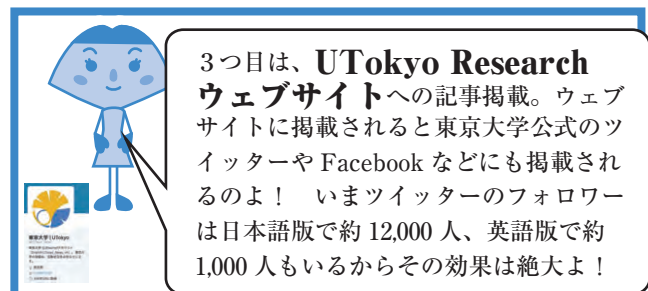 3つ目は、UTokyo Research
ウェブサイトへの記事掲載。ウェブ
サイトに掲載されると東京大学公式のツ
イッターや Facebook などにも掲載され
るのよ！　いまツイッターのフォロワー
は日本語版で約 12,000 人、英語版で約
1,000 人もいるからその効果は絶大よ！
東京大学 | UTokyo